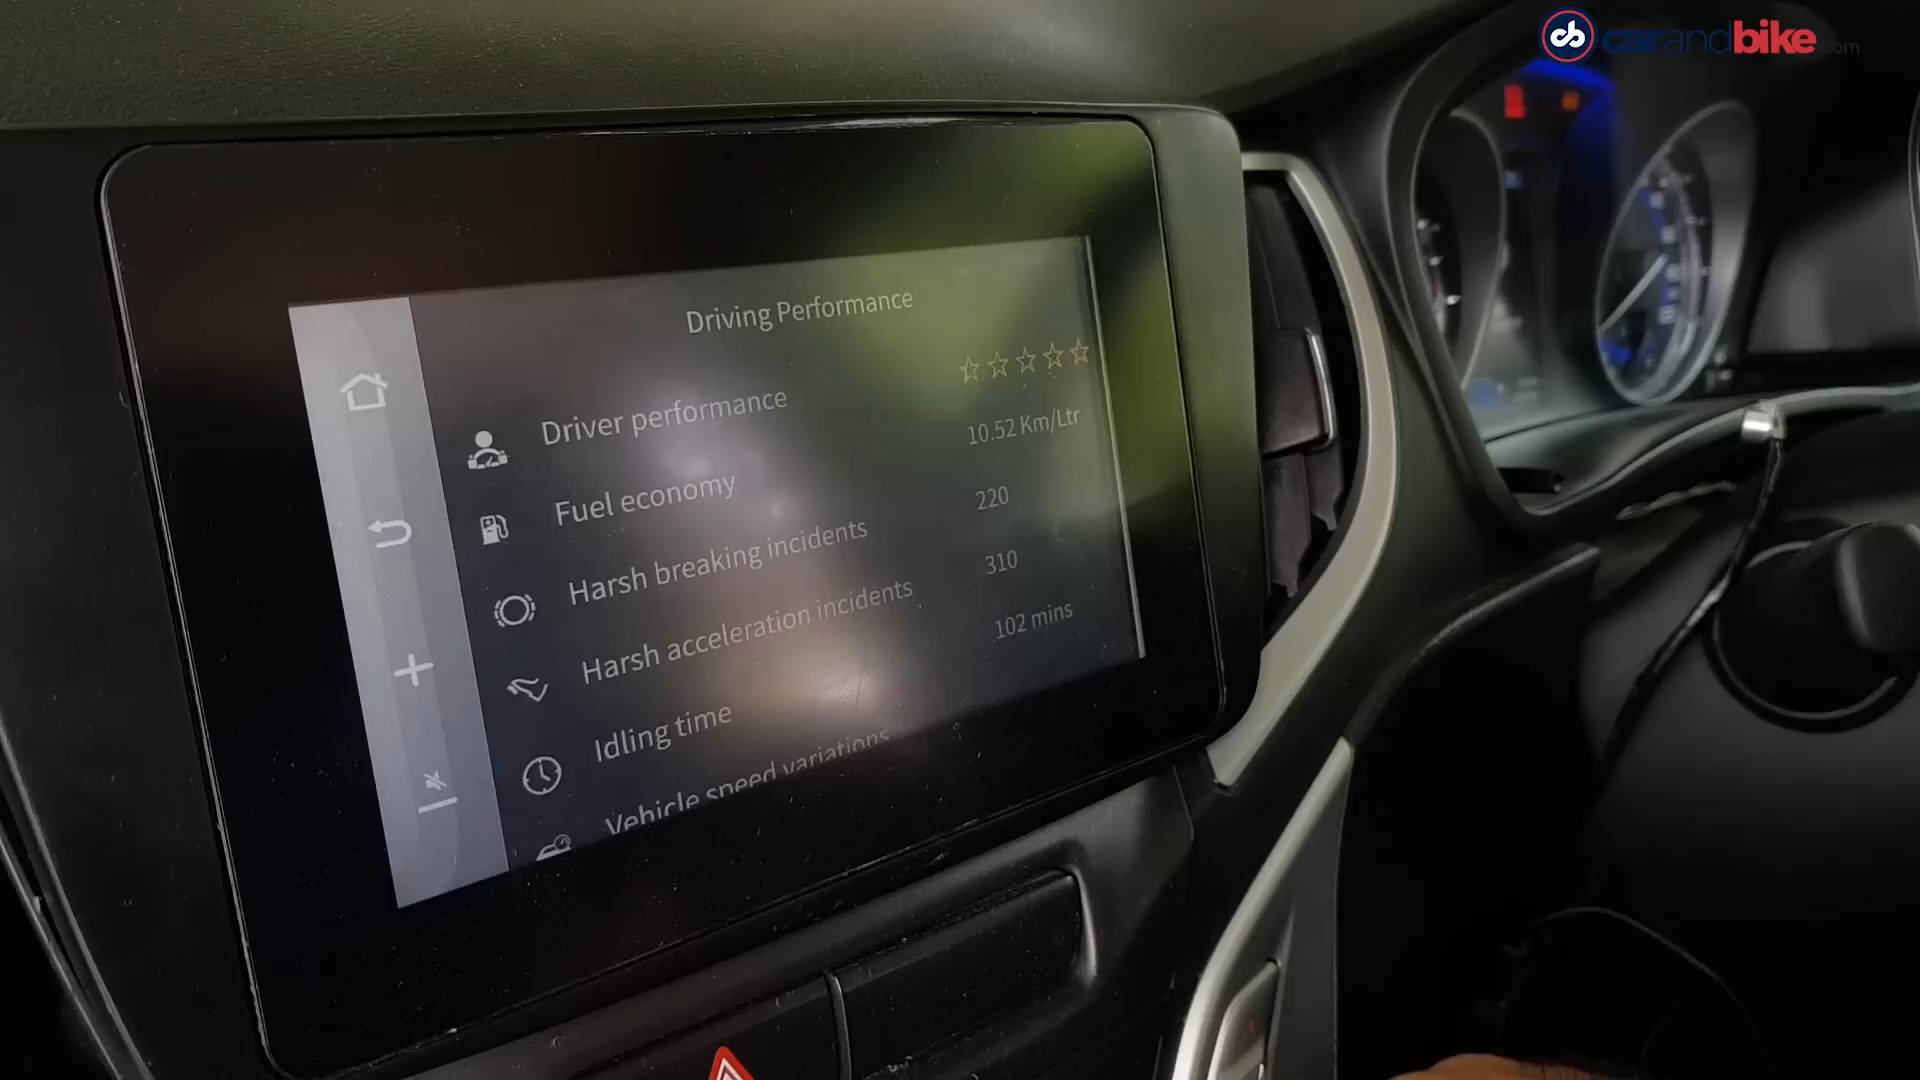 carandbike.com
Driving Performance
Driver performance
Fuel economy 10.52 Km/Ltr
Harsh breaking incidents 220
Harsh acceleration incidents 310
Idling time 102 mins
Vehicle speed variations